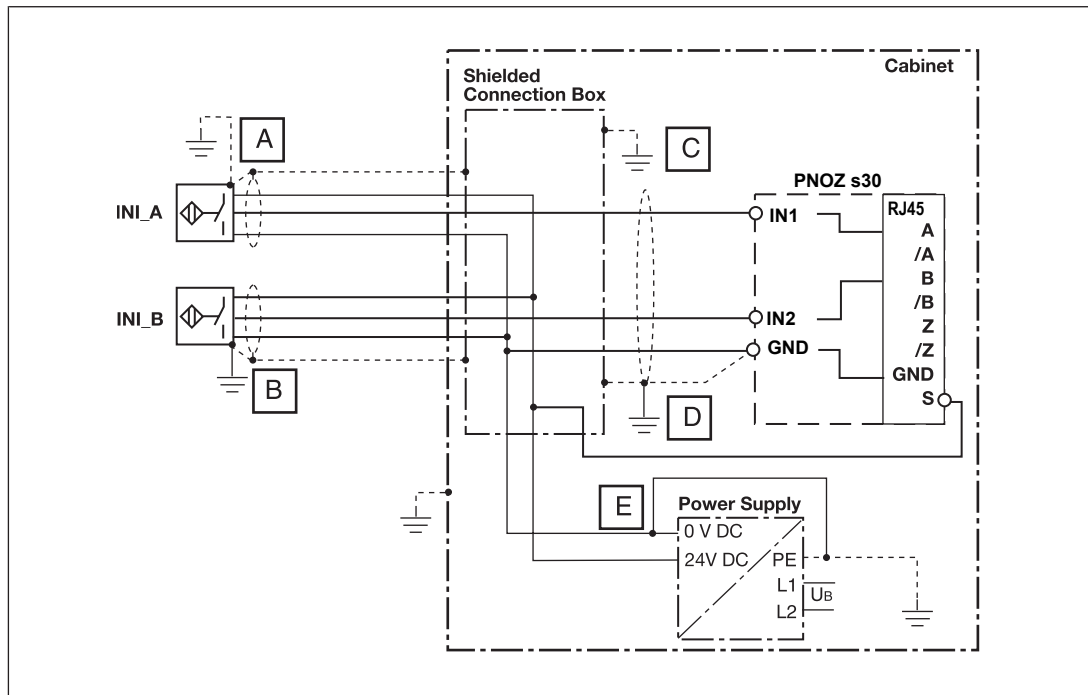 Cabinet
Shielded
Connection Box
A
C
PNOZ s30
INI_A
IN1
RJ45
A
/A
B
/B
Z
/Z
GND
S
INI_B
IN2
GND
B
D
E
Power Supply
0 V DC
24V DC
PE
L1
UB
L2